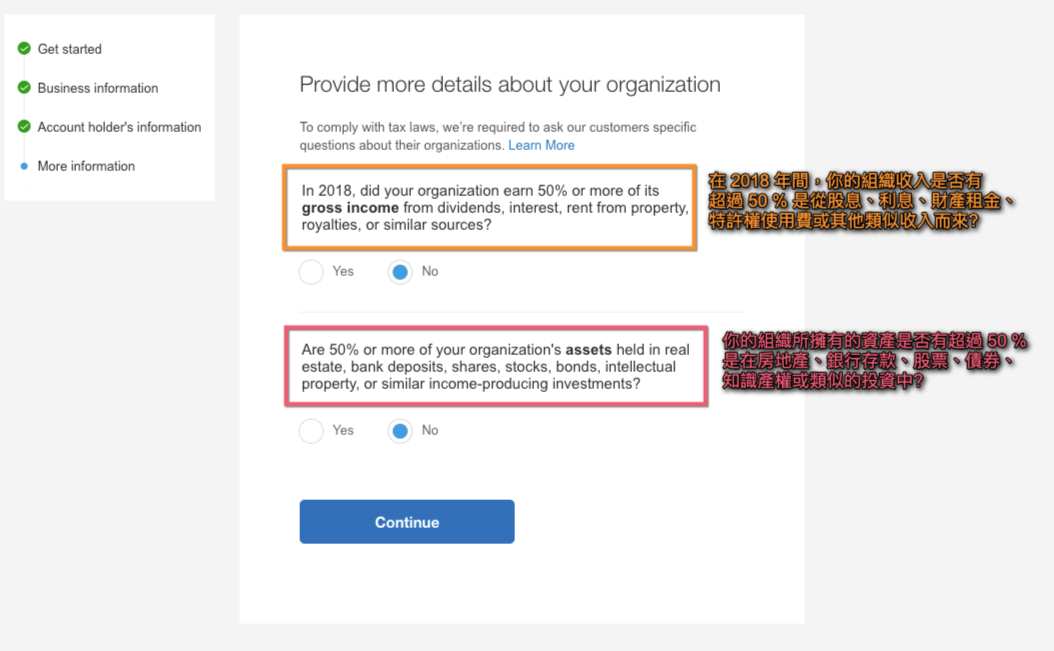 Get started
Business information
Account holder's information
More information
Provide more details about your organization
To comply with tax laws, we're required to ask our customers specific
questions about their organizations. Learn More
In 2018, did your organization earn 50% or more of its
gross income from dividends, interest, rent from property,
royalties, or similar sources?
在 2018 年間，你的組織收入是否有
超過 50 % 是從股息、利息、財產租金、
特許權使用費或其他類似收入而來?
Yes
No
Are 50% or more of your organization's assets held in real
estate, bank deposits, shares, stocks, bonds, intellectual
property, or similar income-producing investments?
你的組織所擁有的資產是否有超過 50 %
是在房地產、銀行存款、股票、債券、
知識產權或類似的投資中?
Yes
No
Continue